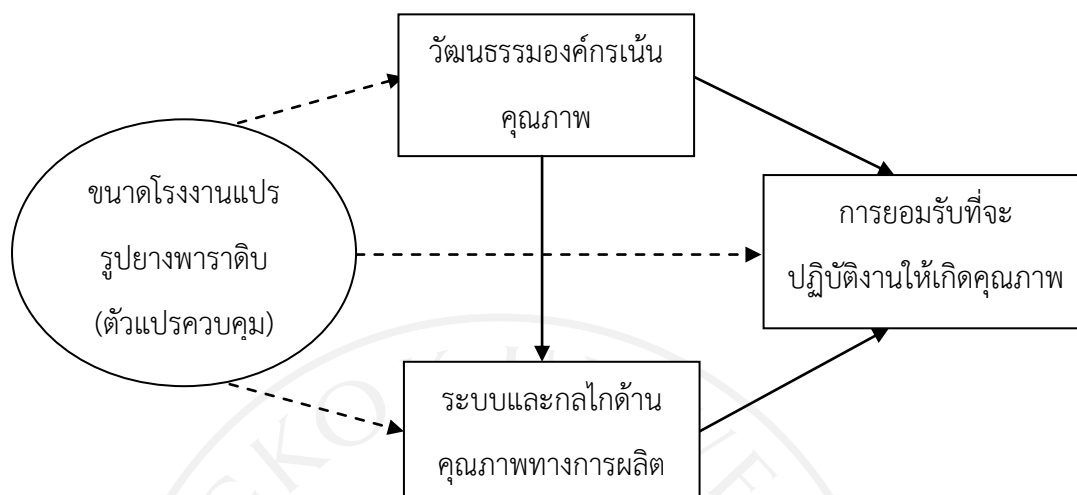 วัฒนธรรมองค์กรเน้น
คุณภาพ
ขนาดโรงงานแปร
รูปยางพาราดิบ
(ตัวแปรควบคุม)
การยอมรับที่จะ
ปฏิบัติงานให้เกิดคุณภาพ
ระบบและกลไกด้าน
คุณภาพทางการผลิต